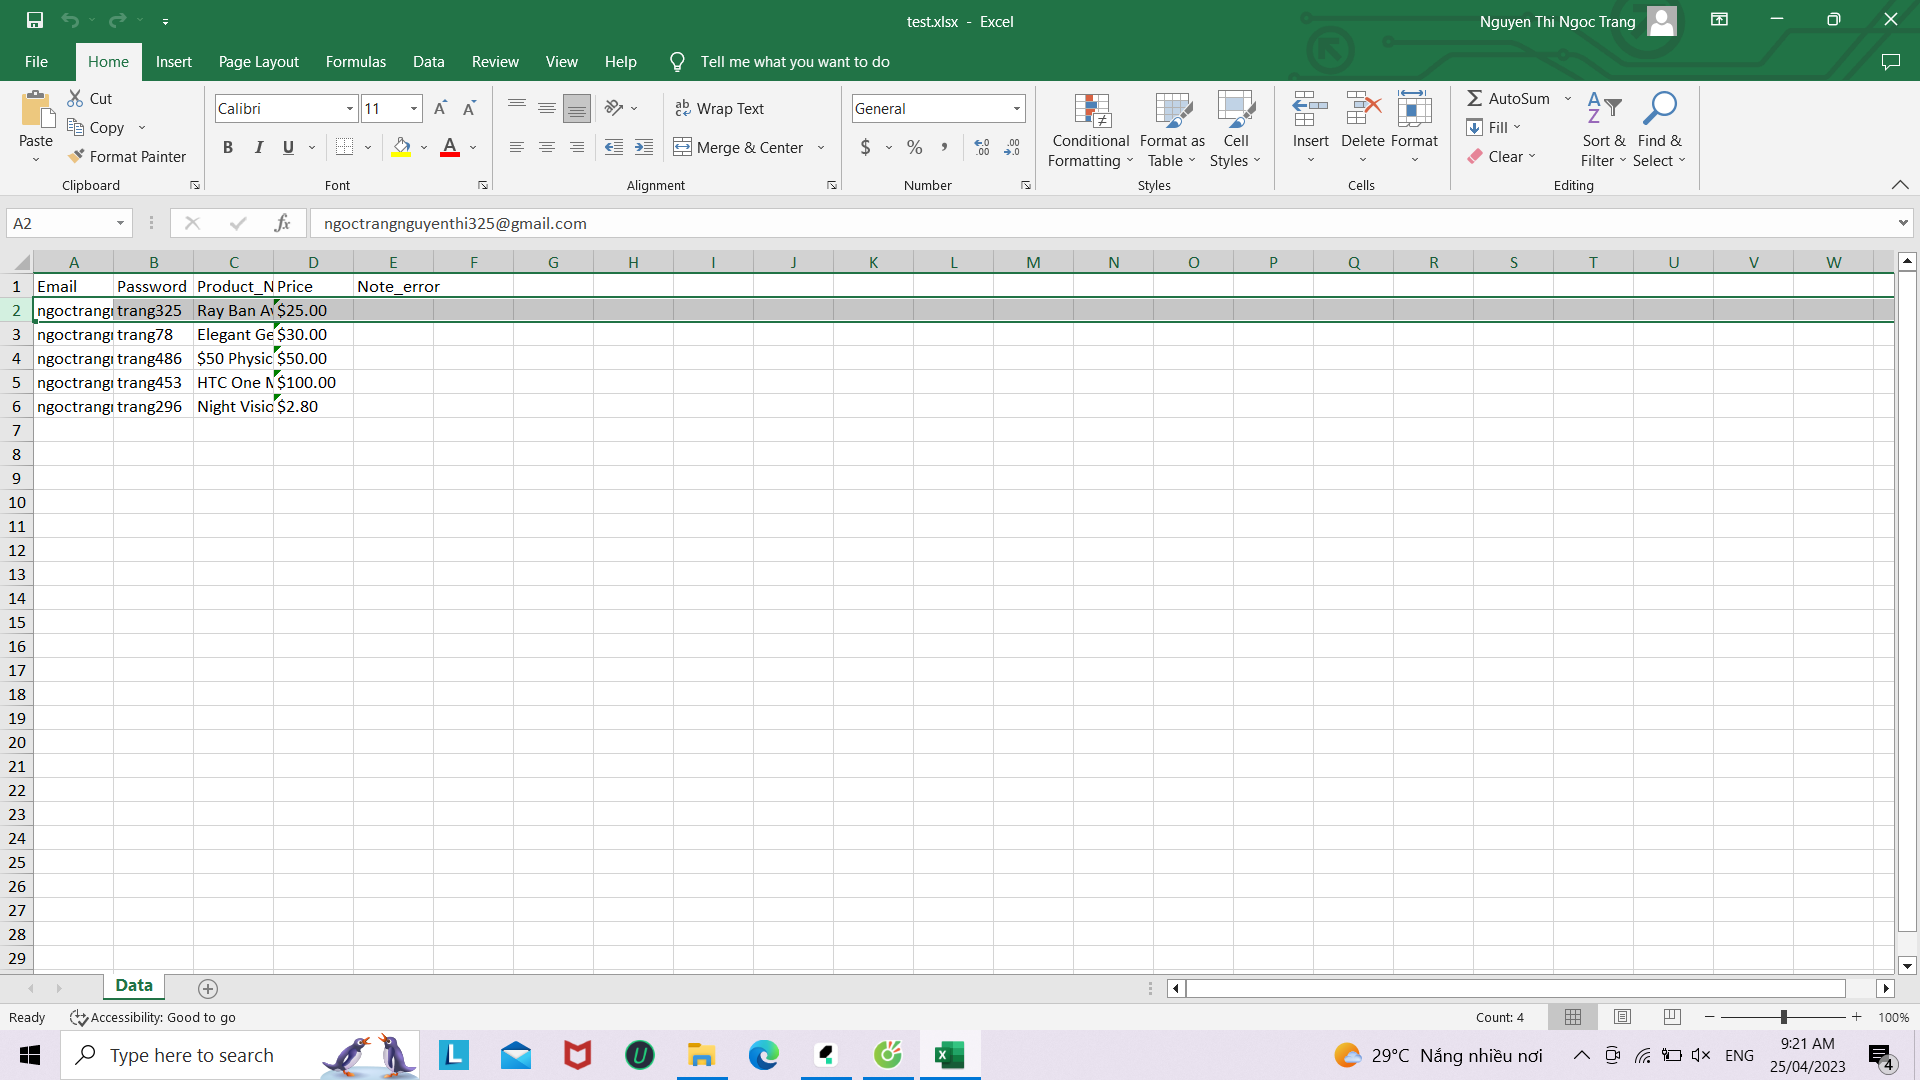 test.xlsx - Excel
Nguyen Thi Ngoc Trang
File Home Insert Page Layout Formulas Data Review View Help Tell me what you want to do
Paste
Cut
Copy
Format Painter
Clipboard
Calibri 11
B I U
Font
Wrap Text
Merge & Center
Alignment
General
$ % ,
Number
Conditional Formatting
Format as Table
Cell Styles
Styles
Insert Delete Format
Cells
AutoSum
Fill
Clear
Sort & Filter
Find & Select
Editing
A2 fx ngoctrangnguyenthi325@gmail.com
A B C D E F G H I J K L M N O P Q R S T U V W
1 Email Password Product_N Price Note_error
2 ngoctrang trang325 Ray Ban Av $25.00
3 ngoctrang trang78 Elegant Ge $30.00
4 ngoctrang trang486 $50 Physic $50.00
5 ngoctrang trang453 HTC One M $100.00
6 ngoctrang trang296 Night Visio $2.80
7
8
9
10
11
12
13
14
15
16
17
18
19
20
21
22
23
24
25
26
27
28
29
Data
Ready Accessibility: Good to go Count: 4 100%
Type here to search
29°C Nắng nhiều nơi
ENG
9:21 AM
25/04/2023
4